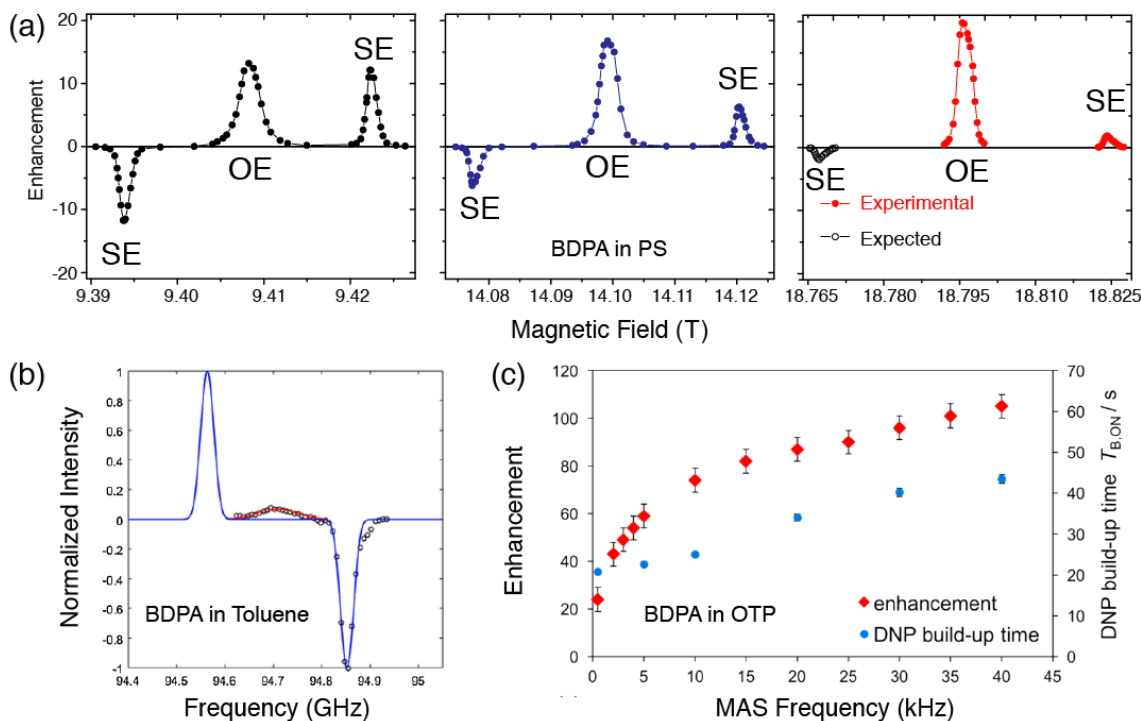 (a)
Enhancement
20
10
0
-10
-20
SE
OE
SE
9.39
9.40
9.41
9.42
SE
OE
SE
BDPA in PS
14.08
14.09
14.10
14.11
14.12
SE
OE
SE
Experimental
Expected
18.765
18.780
18.795
18.810
18.825
Magnetic Field (T)
(b)
Normalized Intensity
1
0.8
0.6
0.4
0.2
0
-0.2
-0.4
-0.6
-0.8
-1
BDPA in Toluene
94.4
94.5
94.6
94.7
94.8
94.9
95
Frequency (GHz)
(c)
Enhancement
120
100
80
60
40
20
0
70
60
50
40
30
20
10
0
DNP build-up time T_B,ON / s
BDPA in OTP
enhancement
DNP build-up time
0
5
10
15
20
25
30
35
40
45
MAS Frequency (kHz)